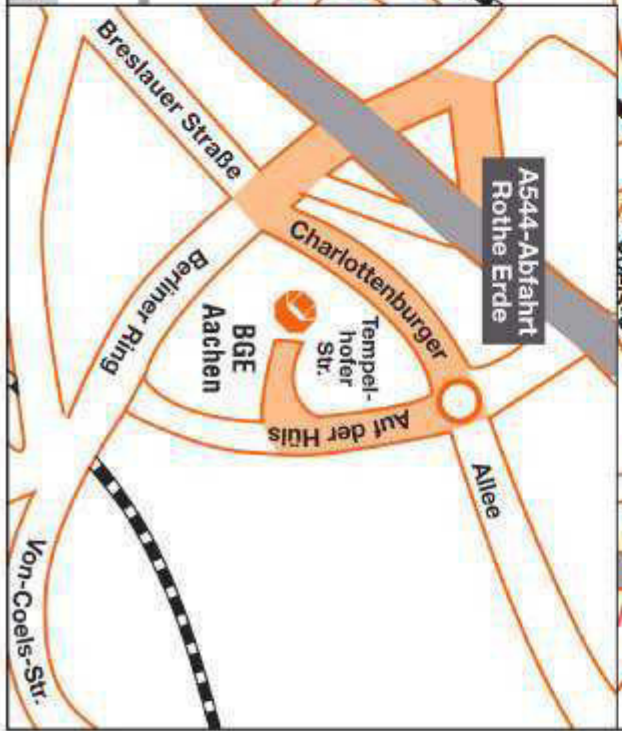 A544-Abfahrt
Rothe Erde
Breslauer Straße
Charlottenburger
Allee
Berliner Ring
Tempel-
hofer
Str.
BGE
Aachen
Auf der Hüls
Von-Coels-Str.